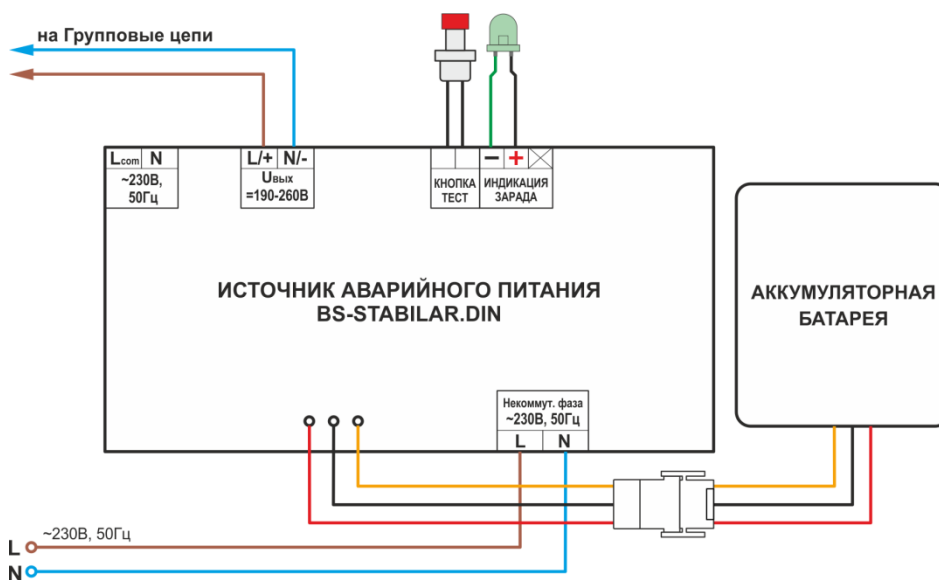 на Групповые цепи
Lcom N
~230В,
50Гц
L/+ N/-
Uвых
=190-260В
КНОПКА
ТЕСТ
− +
ИНДИКАЦИЯ
ЗАРАДА
ИСТОЧНИК АВАРИЙНОГО ПИТАНИЯ
BS-STABILAR.DIN
АККУМУЛЯТОРНАЯ
БАТАРЕЯ
Некоммут. фаза
~230В, 50Гц
L N
~230В, 50Гц
L
N